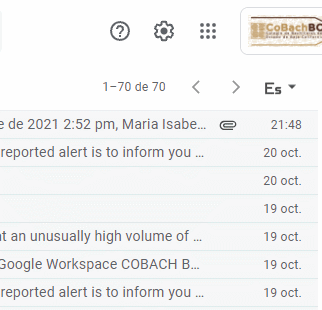 CoBachBC
1–70 de 70
Es
e de 2021 2:52 pm, Maria Isabe... 21:48
reported alert is to inform you ... 20 oct.
20 oct.
19 oct.
at an unusually high volume of ... 19 oct.
Google Workspace COBACH B... 19 oct.
reported alert is to inform you ... 19 oct.